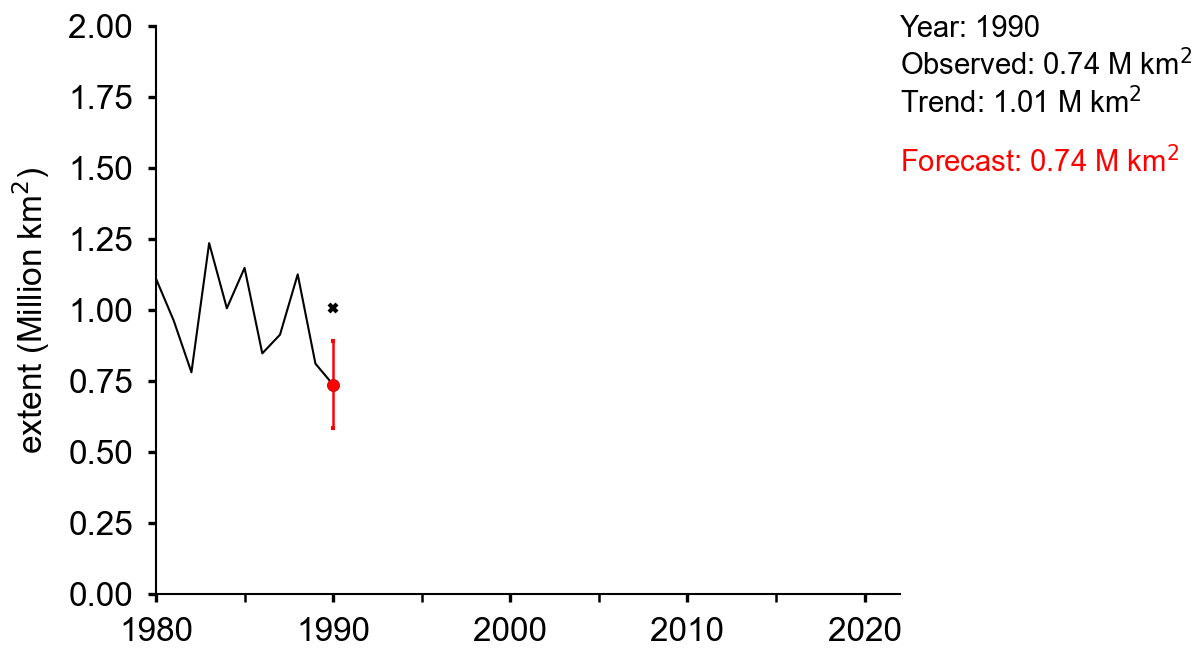 2.00
1.75
1.50
1.25
1.00
0.75
0.50
0.25
0.00
extent (Million km²)
1980 1990 2000 2010 2020
Year: 1990
Observed: 0.74 M km²
Trend: 1.01 M km²
Forecast: 0.74 M km²